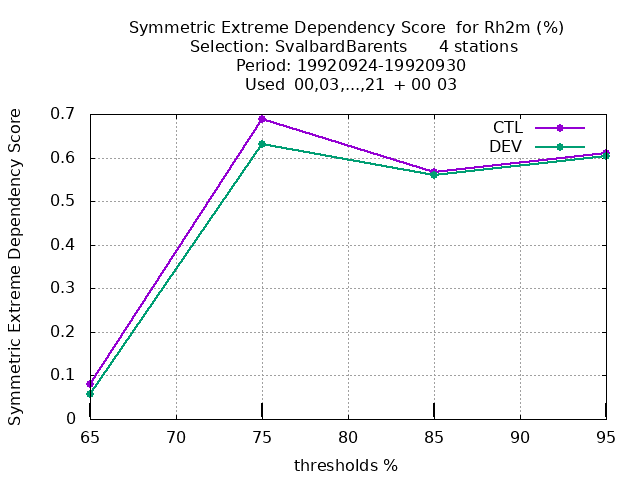 Symmetric Extreme Dependency Score  for Rh2m (%)
Selection: SvalbardBarents      4 stations
Period: 19920924-19920930
Used  00,03,...,21  + 00 03
Symmetric Extreme Dependency Score
0.7
0.6
0.5
0.4
0.3
0.2
0.1
0
CTL
DEV
65 70 75 80 85 90 95
thresholds %